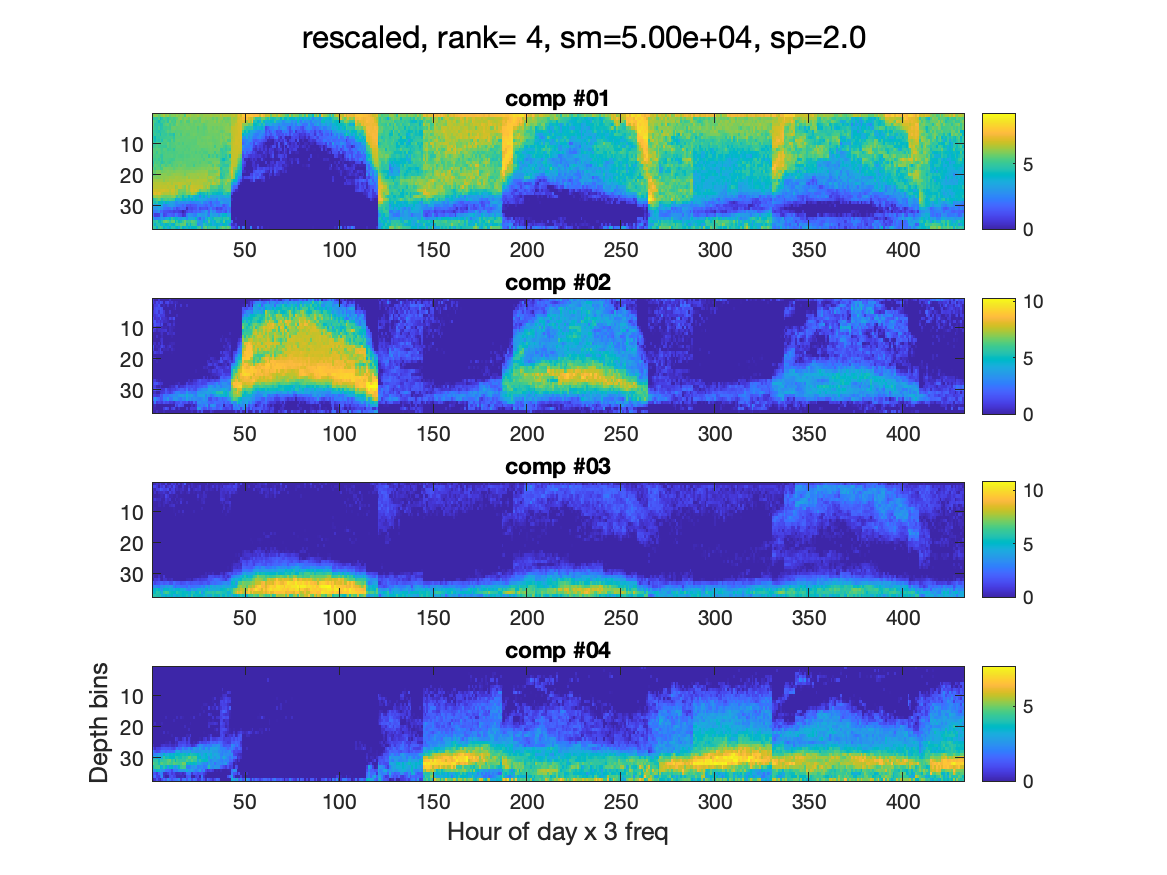 rescaled, rank= 4, sm=5.00e+04, sp=2.0
comp #01
10
20
30
50 100 150 200 250 300 350 400
5
0
comp #02
10
20
30
50 100 150 200 250 300 350 400
10
5
0
comp #03
10
20
30
50 100 150 200 250 300 350 400
10
5
0
comp #04
Depth bins
10
20
30
50 100 150 200 250 300 350 400
5
0
Hour of day x 3 freq